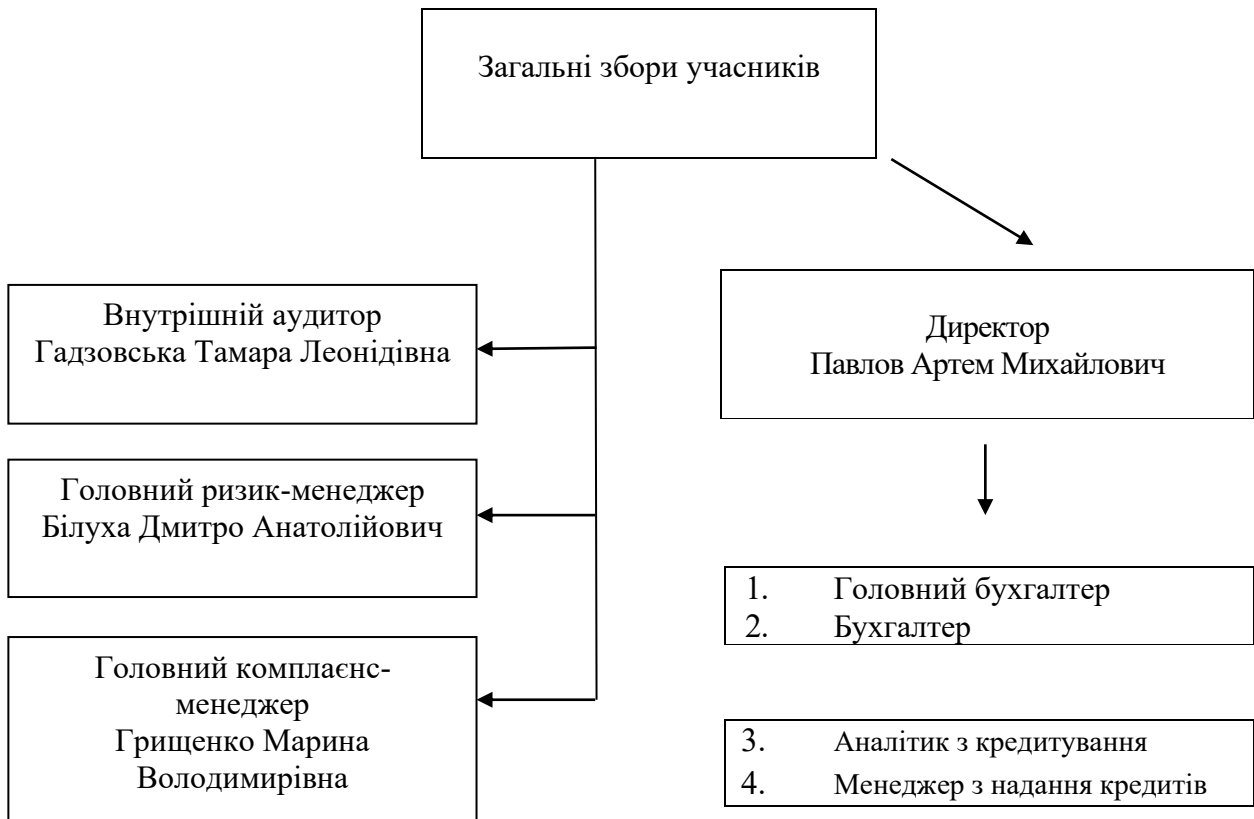 Загальні збори учасників
Внутрішній аудитор
Гадзовська Тамара Леонідівна
Директор
Павлов Артем Михайлович
Головний ризик-менеджер
Білуха Дмитро Анатолійович
1. Головний бухгалтер
2. Бухгалтер
Головний комплаєнс-
менеджер
Грищенко Марина
Володимирівна
3. Аналітик з кредитування
4. Менеджер з надання кредитів